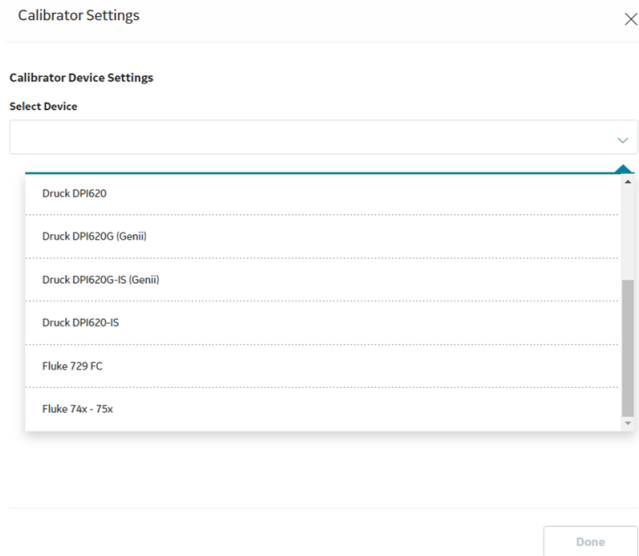 Calibrator Settings
Calibrator Device Settings
Select Device
Druck DPI620
Druck DPI620G (Genii)
Druck DPI620G-IS (Genii)
Druck DPI620-IS
Fluke 729 FC
Fluke 74x - 75x
Done